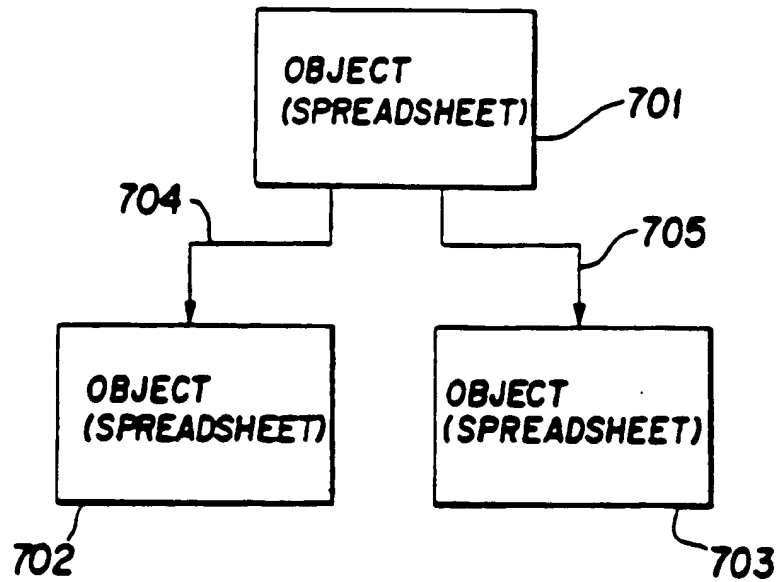 OBJECT
(SPREADSHEET)
701
704
705
OBJECT
(SPREADSHEET)
OBJECT
(SPREADSHEET)
702
703